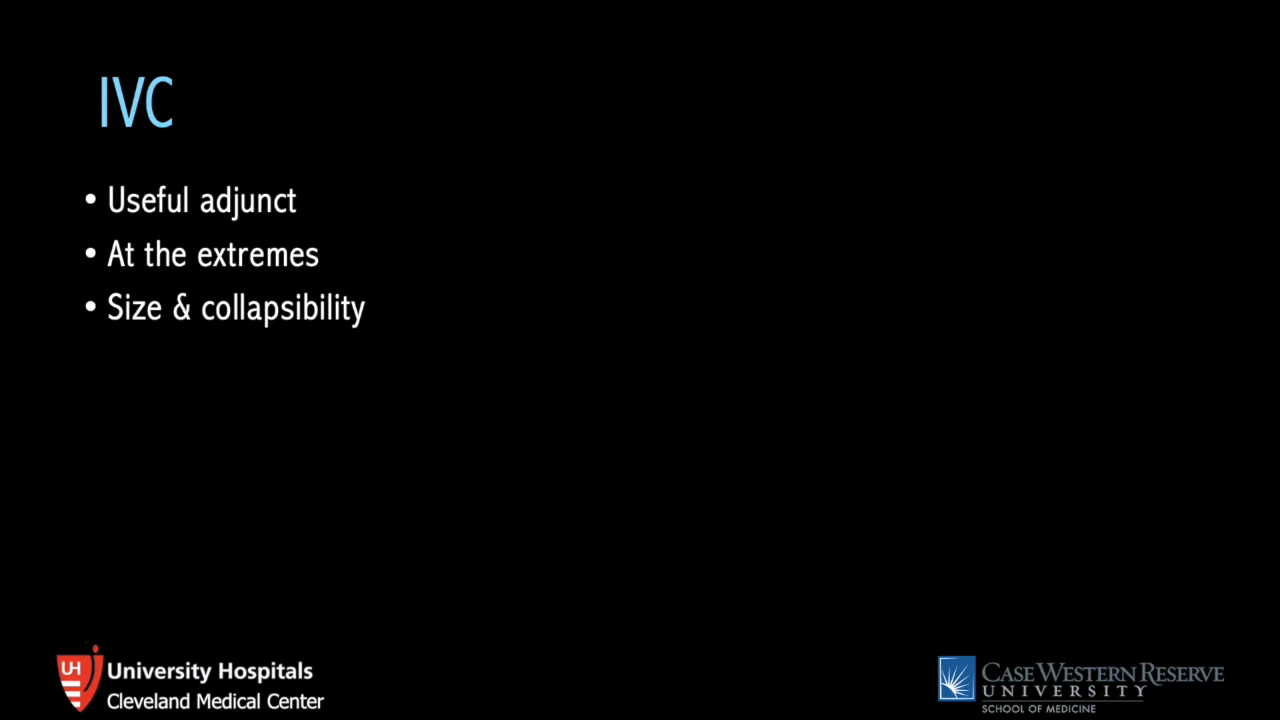 IVC
• Useful adjunct
• At the extremes
• Size & collapsibility
UH
University Hospitals
Cleveland Medical Center
CASE WESTERN RESERVE
UNIVERSITY
SCHOOL OF MEDICINE